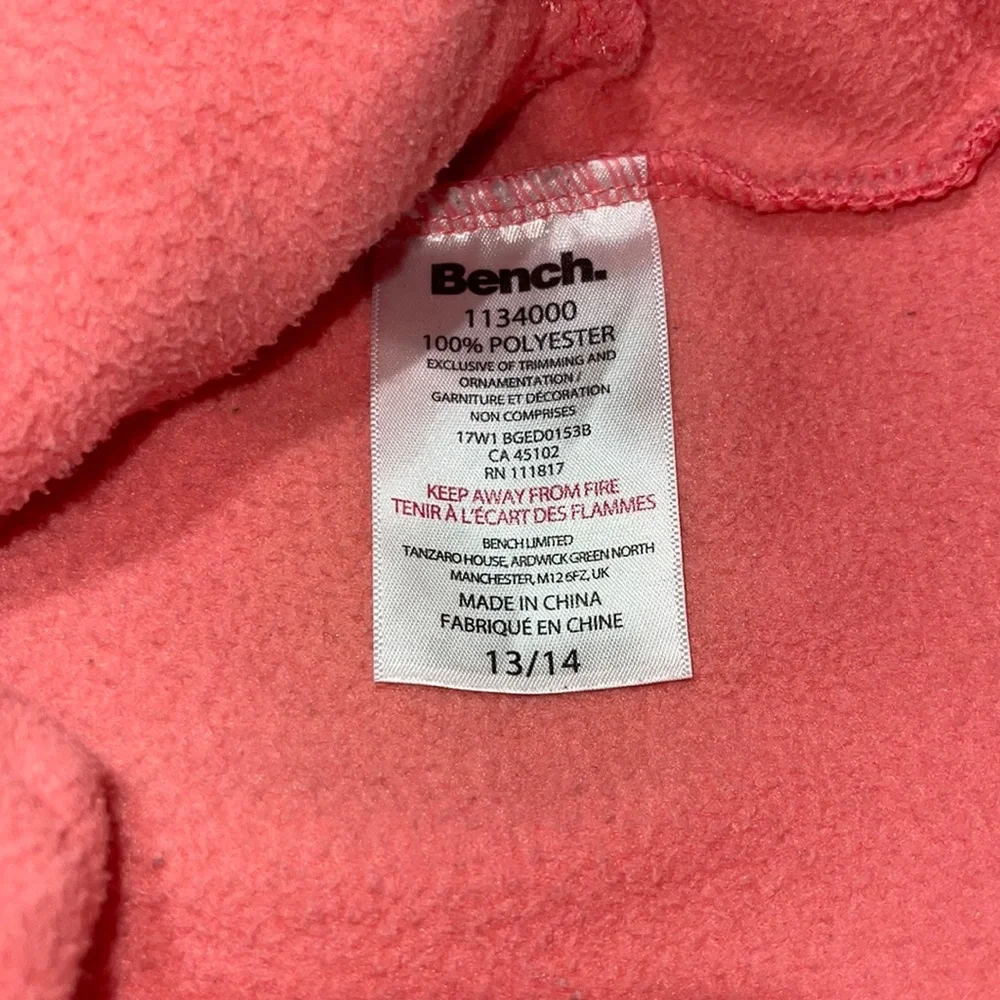 Bench.
1134000
100% POLYESTER
EXCLUSIVE OF TRIMMING AND
ORNAMENTATION /
GARNITURE ET DÉCORATION
NON COMPRISES
17W1 BGED0153B
CA 45102
RN 111817
KEEP AWAY FROM FIRE
TENIR À L'ÉCART DES FLAMMES
BENCH LIMITED
TANZARO HOUSE, ARDWICK GREEN NORTH
MANCHESTER, M12 6FZ, UK
MADE IN CHINA
FABRIQUÉ EN CHINE
13/14